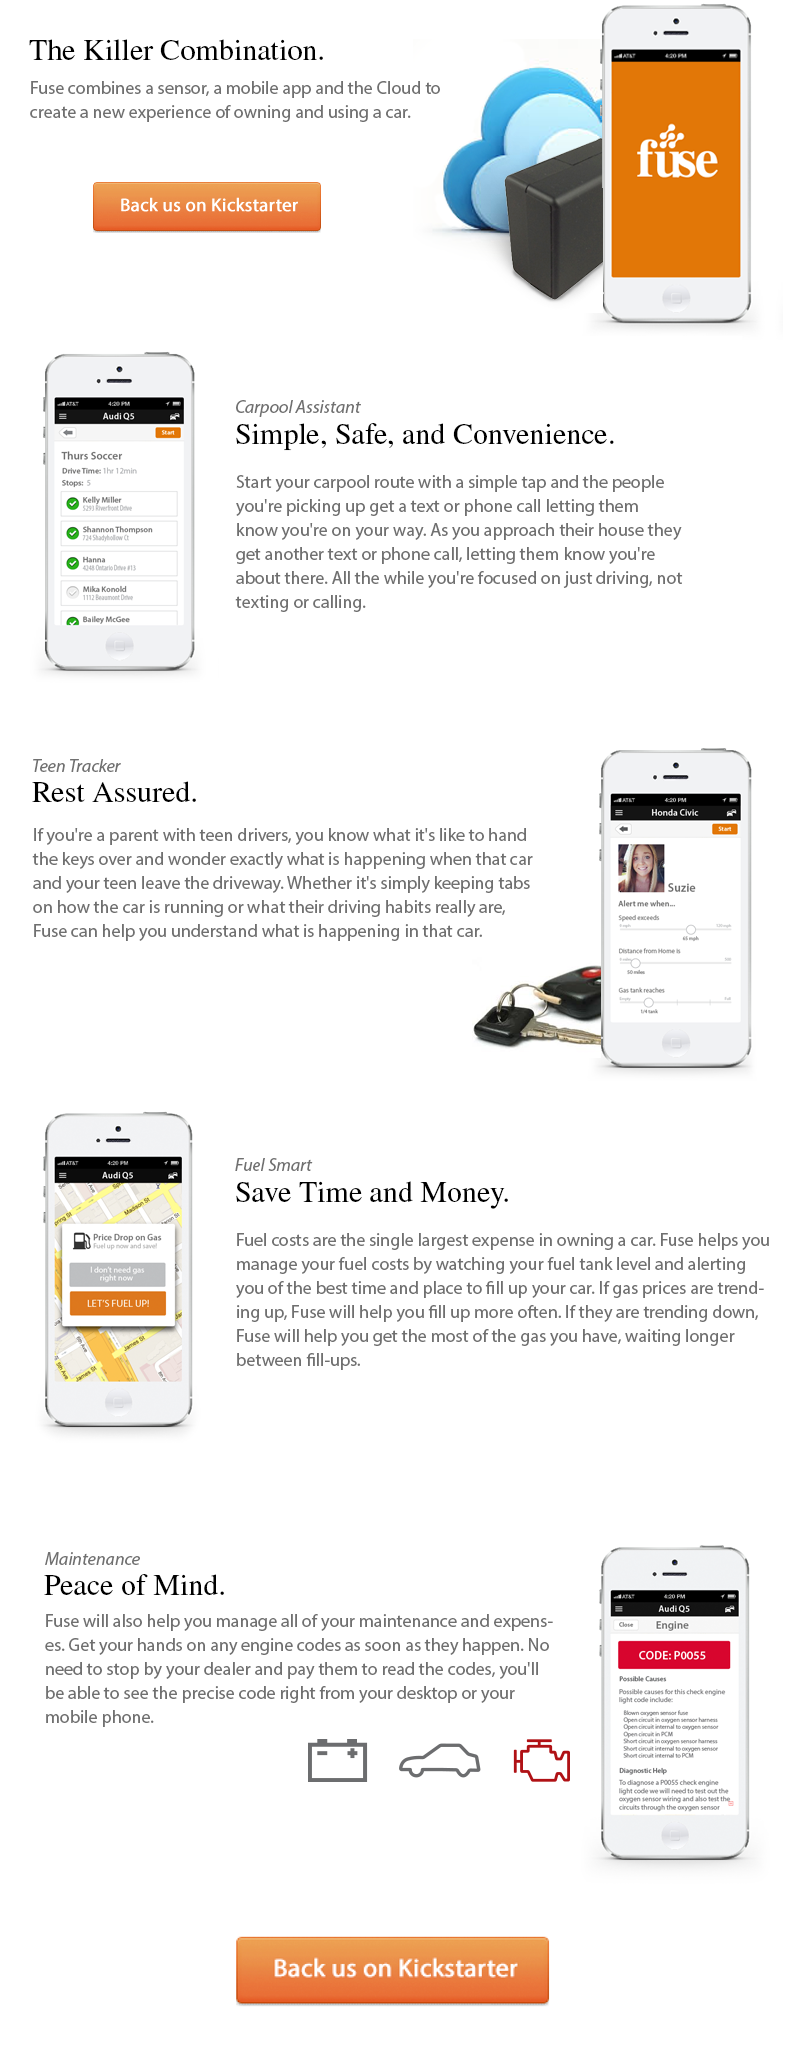 The Killer Combination.
Fuse combines a sensor, a mobile app and the Cloud to
create a new experience of owning and using a car.
Back us on Kickstarter
AT&T 4:20 PM
fuse
AT&T 4:20 PM
Audi Q5
Start
Thurs Soccer
Drive Time: 1hr 12min
Stops: 5
Kelly Miller
5293 Riverfront Drive
Shannon Thompson
724 Shadyhollow Ct
Hanna
4248 Ontario Drive #13
Mika Konold
1112 Beaumont Drive
Bailey McGee
Carpool Assistant
Simple, Safe, and Convenience.
Start your carpool route with a simple tap and the people
you're picking up get a text or phone call letting them
know you're on your way. As you approach their house they
get another text or phone call, letting them know you're
about there. All the while you're focused on just driving, not
texting or calling.
Teen Tracker
Rest Assured.
If you're a parent with teen drivers, you know what it's like to hand
the keys over and wonder exactly what is happening when that car
and your teen leave the driveway. Whether it's simply keeping tabs
on how the car is running or what their driving habits really are,
Fuse can help you understand what is happening in that car.
AT&T 4:20 PM
Honda Civic
Start
Suzie
Alert me when...
Speed exceeds
65 mph
Distance from Home is
50 miles
Gas tank reaches
Empty Full
1/4 tank
AT&T 4:20 PM
Audi Q5
Madison St
Spring St
Price Drop on Gas
Fuel up now and save!
I don't need gas
right now
LET'S FUEL UP!
James St
James St
5th Ave
Fuel Smart
Save Time and Money.
Fuel costs are the single largest expense in owning a car. Fuse helps you
manage your fuel costs by watching your fuel tank level and alerting
you of the best time and place to fill up your car. If gas prices are trend-
ing up, Fuse will help you fill up more often. If they are trending down,
Fuse will help you get the most of the gas you have, waiting longer
between fill-ups.
Maintenance
Peace of Mind.
Fuse will also help you manage all of your maintenance and expens-
es. Get your hands on any engine codes as soon as they happen. No
need to stop by your dealer and pay them to read the codes, you'll
be able to see the precise code right from your desktop or your
mobile phone.
AT&T 4:20 PM
Audi Q5
Close Engine
CODE: P0055
Possible Causes
Possible causes for this check engine
light code include:
Blown oxygen sensor fuse
Open circuit in oxygen sensor harness
Open circuit internal to oxygen sensor
Open circuit in PCM
Short circuit in oxygen sensor harness
Short circuit internal to oxygen sensor
Short circuit internal to PCM
Diagnostic Help
To diagnose a P0055 check engine
light code we will need to test out the
oxygen sensor wiring and also test the
circuits through the oxygen sensor
Back us on Kickstarter